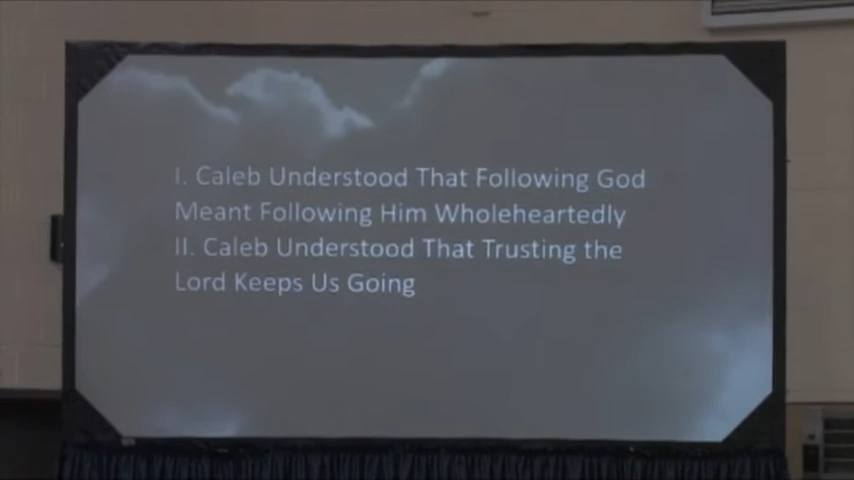 I. Caleb Understood That Following God
Meant Following Him Wholeheartedly
II. Caleb Understood That Trusting the
Lord Keeps Us Going